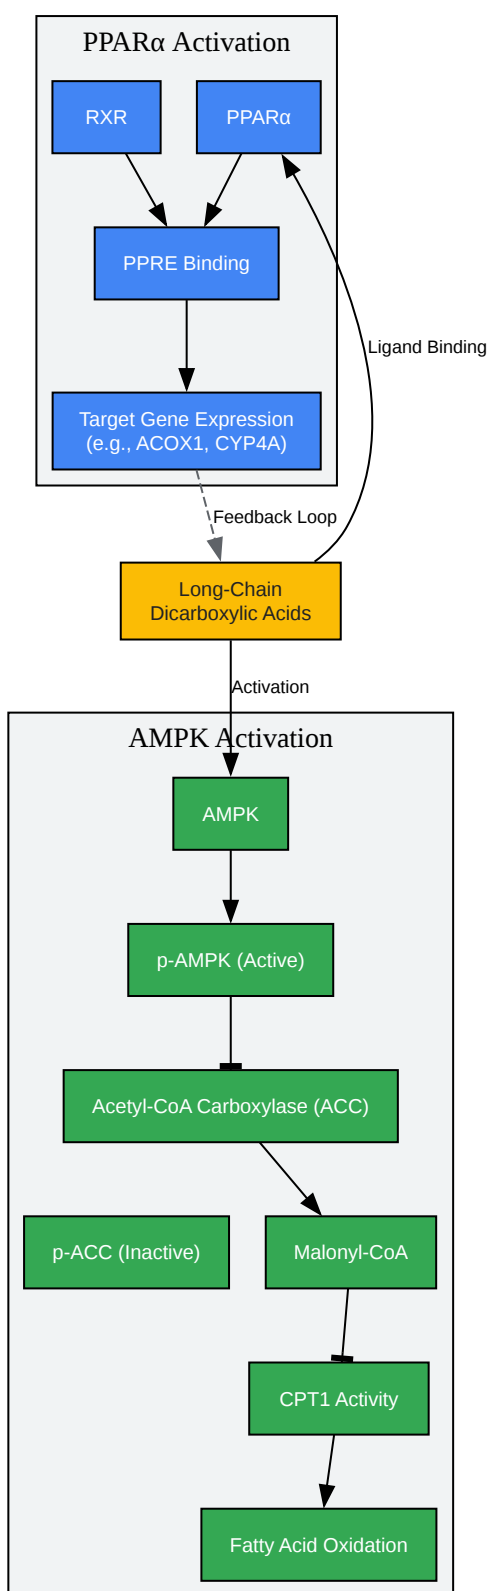 PPARα Activation
RXR
PPARα
PPRE Binding
Ligand Binding
Target Gene Expression
(e.g., ACOX1, CYP4A)
Feedback Loop
Long-Chain
Dicarboxylic Acids
Activation
AMPK Activation
AMPK
p-AMPK (Active)
Acetyl-CoA Carboxylase (ACC)
p-ACC (Inactive)
Malonyl-CoA
CPT1 Activity
Fatty Acid Oxidation